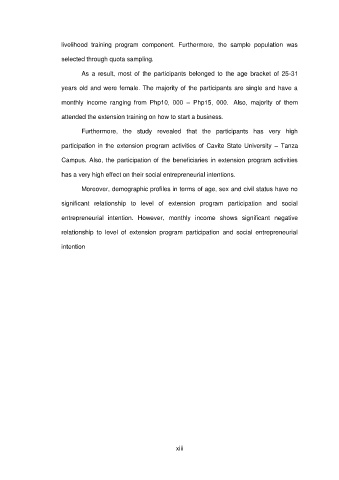 livelihood training program component. Furthermore, the sample population was
selected through quota sampling.
As a result, most of the participants belonged to the age bracket of 25-31
years old and were female. The majority of the participants are single and have a
monthly income ranging from Php10, 000 – Php15, 000.  Also, majority of them
attended the extension training on how to start a business.
Furthermore, the study revealed that the participants has very high
participation in the extension program activities of Cavite State University – Tanza
Campus. Also, the participation of the beneficiaries in extension program activities
has a very high effect on their social entrepreneurial intentions.
Moreover, demographic profiles in terms of age, sex and civil status have no
significant relationship to level of extension program participation and social
entrepreneurial intention. However, monthly income shows significant negative
relationship to level of extension program participation and social entrepreneurial
intention
xiii